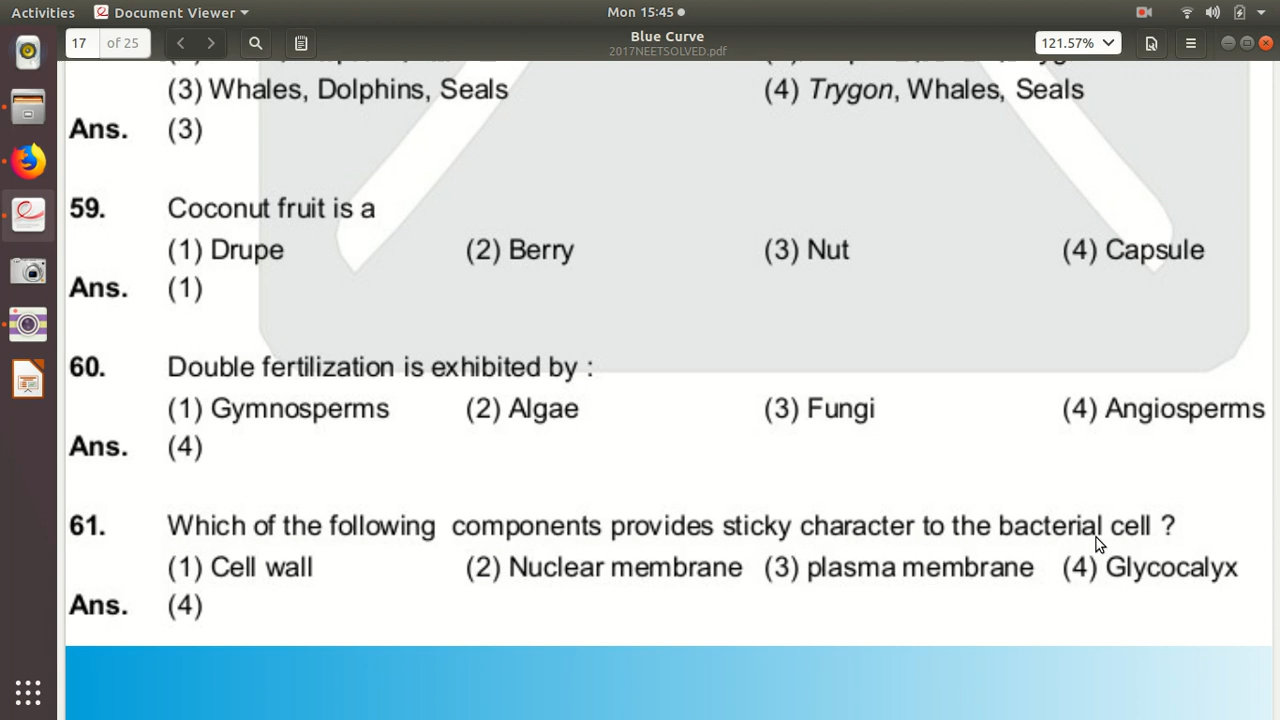 Activities Document Viewer Mon 15:45
17 of 25 Blue Curve 121.57%
2017NEETSOLVED.pdf
(3) Whales, Dolphins, Seals (4) Trygon, Whales, Seals
Ans. (3)
59. Coconut fruit is a
(1) Drupe (2) Berry (3) Nut (4) Capsule
Ans. (1)
60. Double fertilization is exhibited by :
(1) Gymnosperms (2) Algae (3) Fungi (4) Angiosperms
Ans. (4)
61. Which of the following components provides sticky character to the bacterial cell ?
(1) Cell wall (2) Nuclear membrane (3) plasma membrane (4) Glycocalyx
Ans. (4)